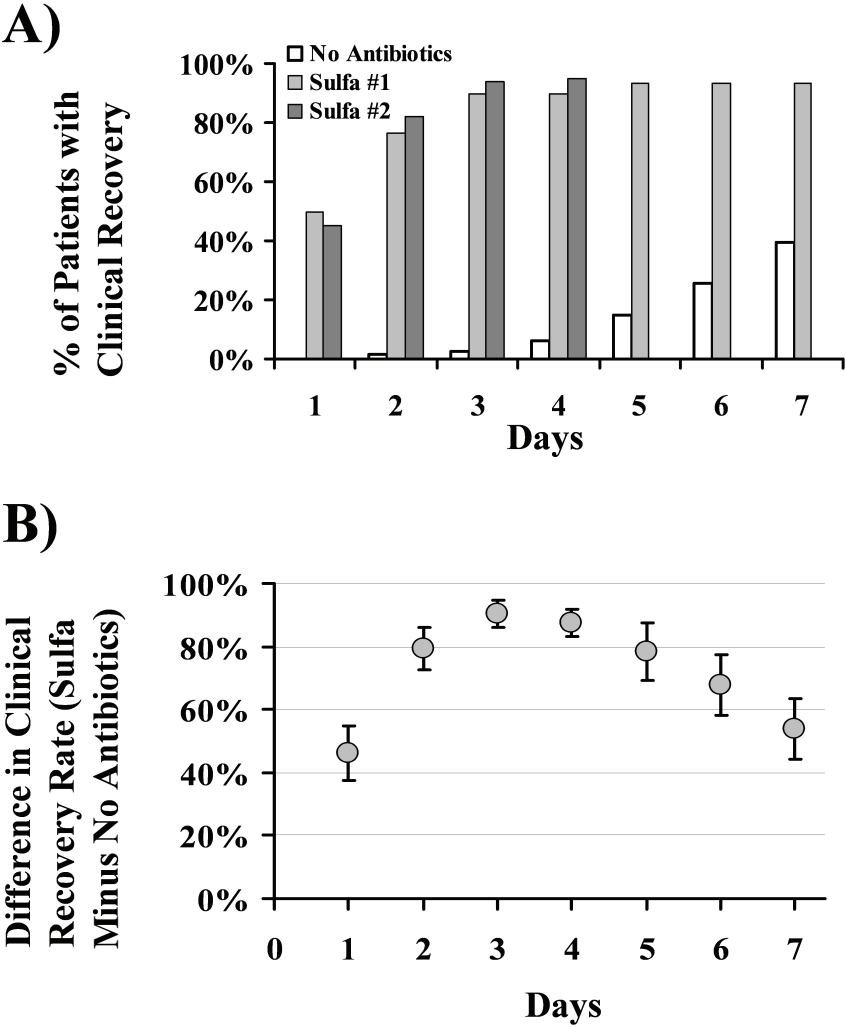 A)
% of Patients with
Clinical Recovery
No Antibiotics
Sulfa #1
Sulfa #2
100%
80%
60%
40%
20%
0%
1 2 3 4 5 6 7
Days
B)
Difference in Clinical
Recovery Rate (Sulfa
Minus No Antibiotics)
100%
80%
60%
40%
20%
0%
0 1 2 3 4 5 6 7
Days